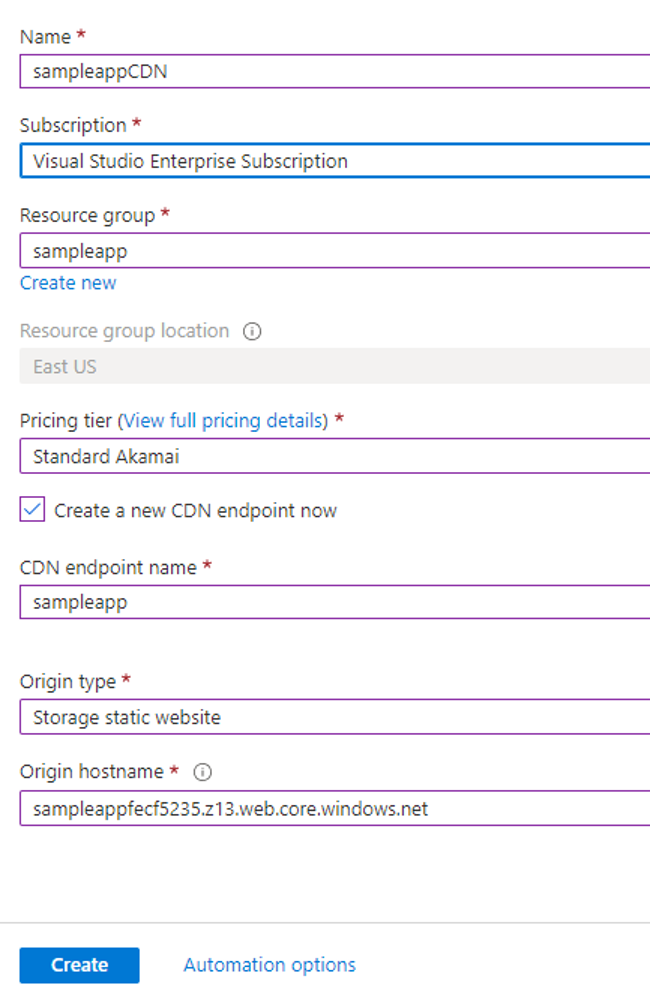 Name *
sampleappCDN
Subscription *
Visual Studio Enterprise Subscription
Resource group *
sampleapp
Create new
Resource group location
East US
Pricing tier (View full pricing details) *
Standard Akamai
Create a new CDN endpoint now
CDN endpoint name *
sampleapp
Origin type *
Storage static website
Origin hostname *
sampleappfecf5235.z13.web.core.windows.net
Create Automation options